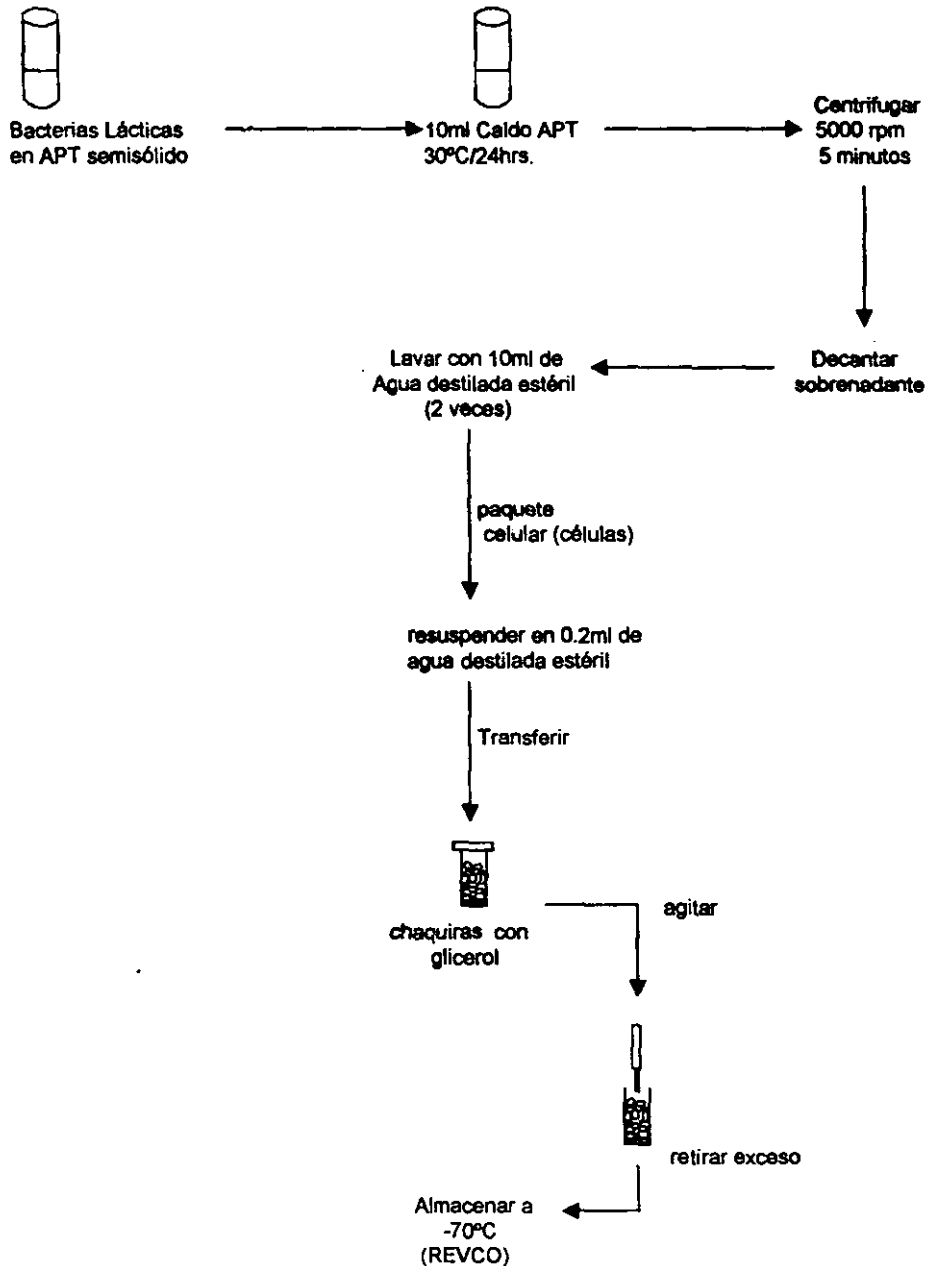 Bacterias Lácticas
en APT semisólido
10ml Caldo APT
30ºC/24hrs.
Centrifugar
5000 rpm
5 minutos
Decantar
sobrenadante
Lavar con 10ml de
Agua destilada estéril
(2 veces)
paquete
celular (células)
resuspender en 0.2ml de
agua destilada estéril
Transferir
chaquiras con
glicerol
agitar
retirar exceso
Almacenar a
-70ºC
(REVCO)